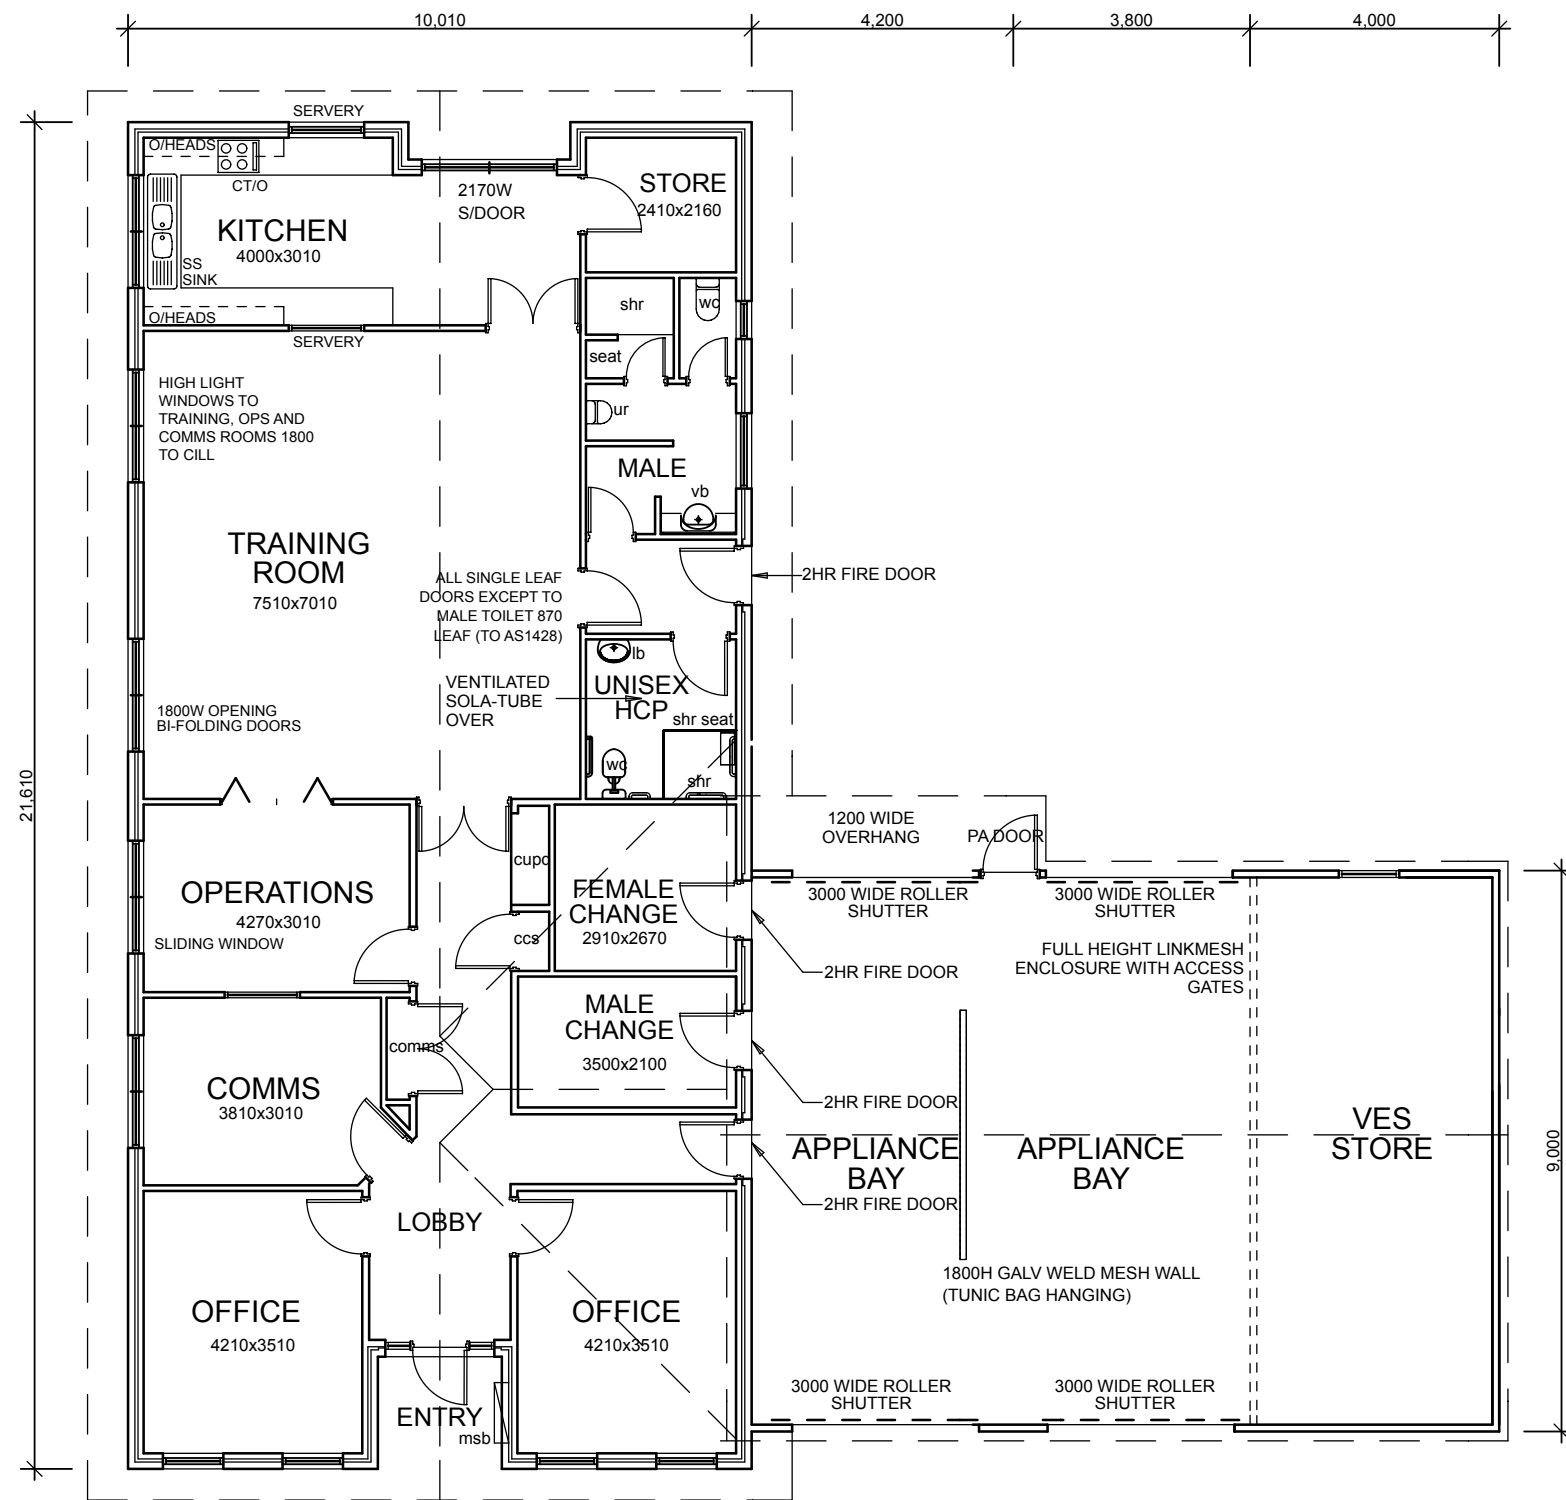 10,010
4,200
3,800
4,000
SERVERY
O/HEADS
CT/O
2170W
S/DOOR
STORE
2410x2160
KITCHEN
4000x3010
SS
SINK
O/HEADS
SERVERY
shr
wc
seat
ur
HIGH LIGHT
WINDOWS TO
TRAINING, OPS AND
COMMS ROOMS 1800
TO CILL
MALE
vb
TRAINING
ROOM
7510x7010
ALL SINGLE LEAF
DOORS EXCEPT TO
MALE TOILET 870
LEAF (TO AS1428)
2HR FIRE DOOR
lb
VENTILATED
SOLA-TUBE
OVER
UNISEX
HCP
shr seat
wc
shr
1800W OPENING
BI-FOLDING DOORS
21,610
1200 WIDE
OVERHANG
PA DOOR
cupd
OPERATIONS
4270x3010
SLIDING WINDOW
FEMALE
CHANGE
2910x2670
ccs
3000 WIDE ROLLER
SHUTTER
3000 WIDE ROLLER
SHUTTER
2HR FIRE DOOR
FULL HEIGHT LINKMESH
ENCLOSURE WITH ACCESS
GATES
MALE
CHANGE
3500x2100
comms
COMMS
3810x3010
2HR FIRE DOOR
APPLIANCE
BAY
APPLIANCE
BAY
VES
STORE
9,000
2HR FIRE DOOR
LOBBY
1800H GALV WELD MESH WALL
(TUNIC BAG HANGING)
OFFICE
4210x3510
OFFICE
4210x3510
3000 WIDE ROLLER
SHUTTER
3000 WIDE ROLLER
SHUTTER
ENTRY
msb